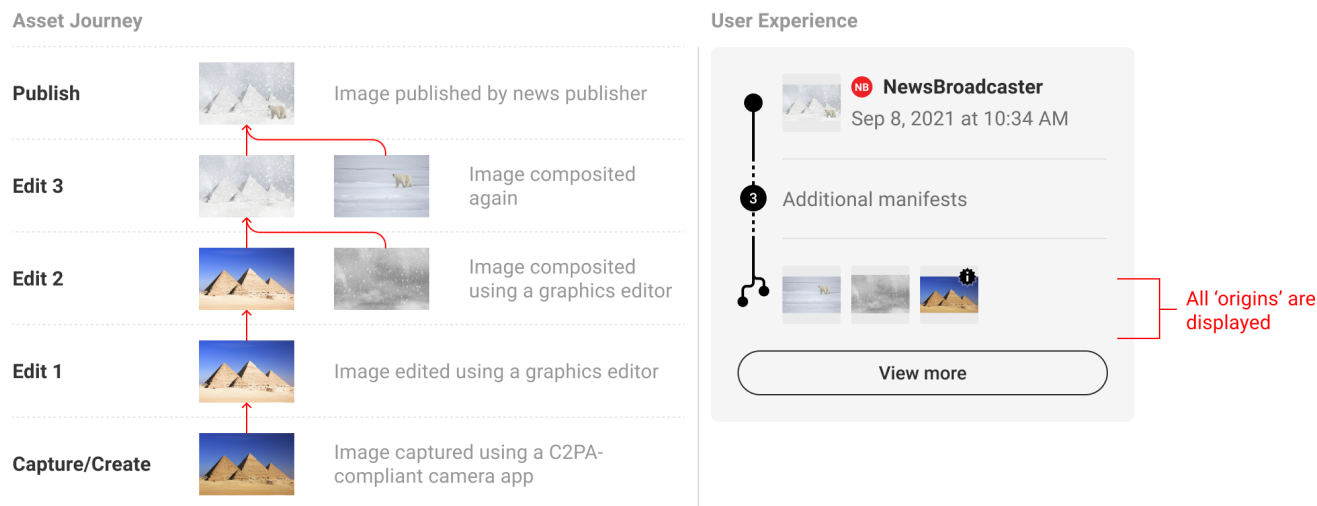 Asset Journey
Publish
Image published by news publisher
Edit 3
Image composited
again
Edit 2
Image composited
using a graphics editor
Edit 1
Image edited using a graphics editor
Capture/Create
Image captured using a C2PA-
compliant camera app
User Experience
NB NewsBroadcaster
Sep 8, 2021 at 10:34 AM
3 Additional manifests
i
View more
All ‘origins’ are
displayed